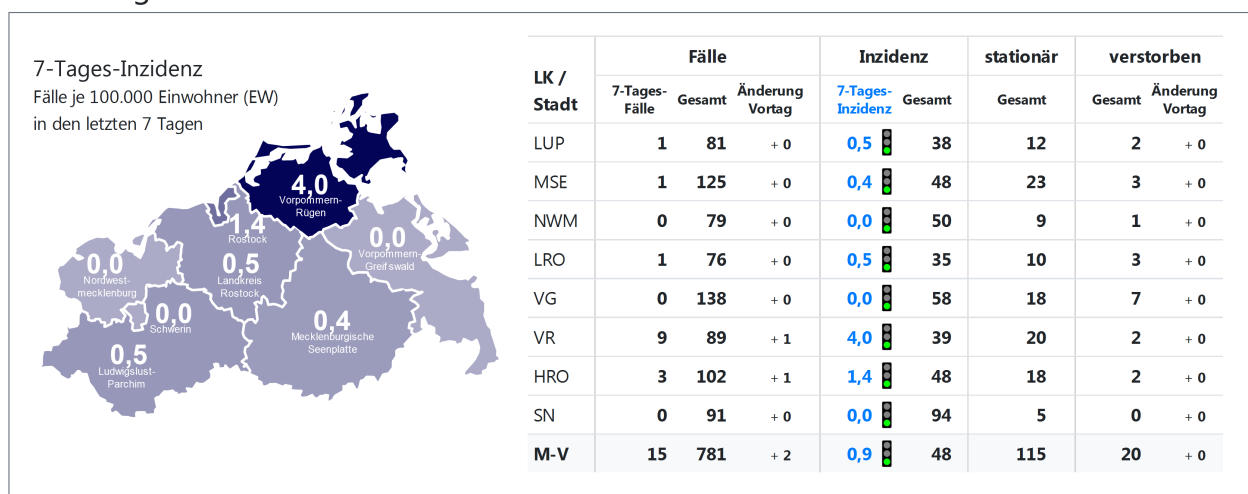 7-Tages-Inzidenz
Fälle je 100.000 Einwohner (EW)
in den letzten 7 Tagen
4,0
Vorpommern-
Rügen
1,4
Rostock
0,0
Vorpommern-
Greifswald
0,0
Nordwest-
mecklenburg
0,5
Landkreis
Rostock
0,0
Schwerin
0,4
Mecklenburgische
Seenplatte
0,5
Ludwigslust-
Parchim
LK / Stadt
Fälle Inzidenz stationär verstorben
7-Tages-Fälle Gesamt Änderung Vortag 7-Tages-Inzidenz Gesamt Gesamt Gesamt Änderung Vortag
LUP 1 81 + 0 0,5 38 12 2 + 0
MSE 1 125 + 0 0,4 48 23 3 + 0
NWM 0 79 + 0 0,0 50 9 1 + 0
LRO 1 76 + 0 0,5 35 10 3 + 0
VG 0 138 + 0 0,0 58 18 7 + 0
VR 9 89 + 1 4,0 39 20 2 + 0
HRO 3 102 + 1 1,4 48 18 2 + 0
SN 0 91 + 0 0,0 94 5 0 + 0
M-V 15 781 + 2 0,9 48 115 20 + 0